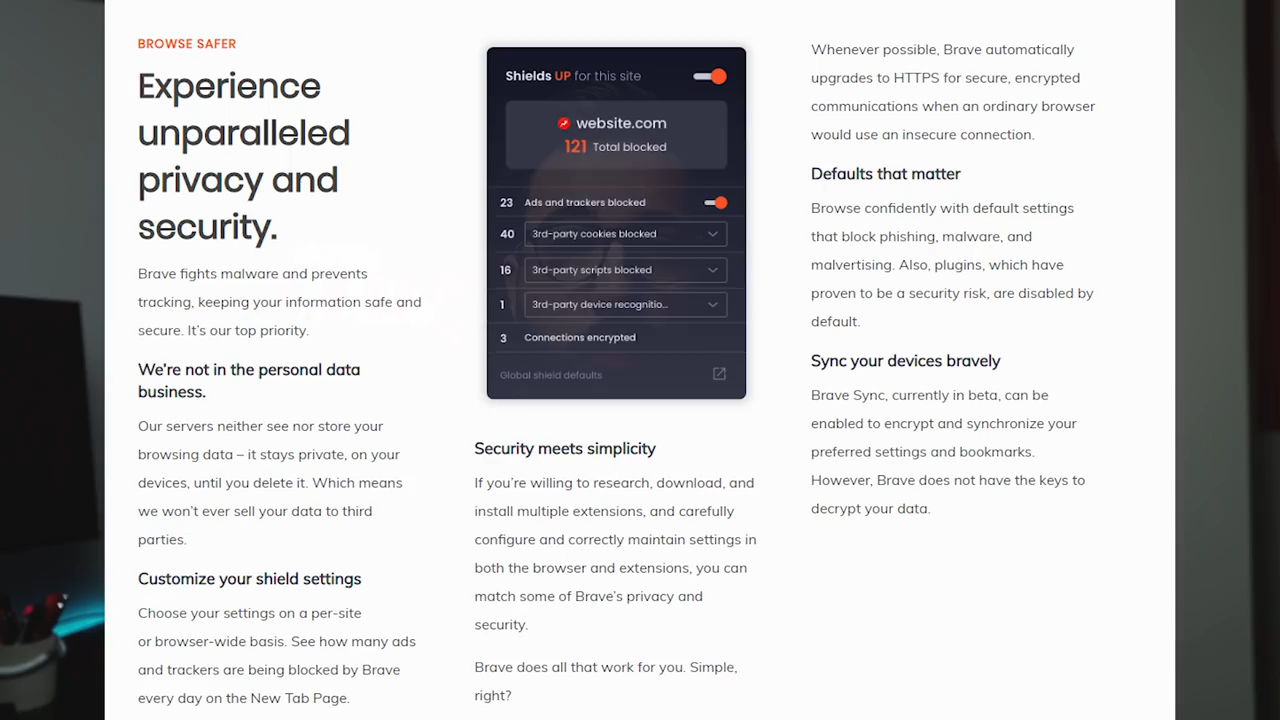 BROWSE SAFER
Experience
unparalleled
privacy and
security.
Brave fights malware and prevents
tracking, keeping your information safe and
secure. It's our top priority.
We're not in the personal data
business.
Our servers neither see nor store your
browsing data – it stays private, on your
devices, until you delete it. Which means
we won't ever sell your data to third
parties.
Customize your shield settings
Choose your settings on a per-site
or browser-wide basis. See how many ads
and trackers are being blocked by Brave
every day on the New Tab Page.
Shields UP for this site
website.com
121 Total blocked
23 Ads and trackers blocked
40 3rd-party cookies blocked
16 3rd-party scripts blocked
1 3rd-party device recognitio...
3 Connections encrypted
Global shield defaults
Security meets simplicity
If you're willing to research, download, and
install multiple extensions, and carefully
configure and correctly maintain settings in
both the browser and extensions, you can
match some of Brave's privacy and
security.
Brave does all that work for you. Simple,
right?
Whenever possible, Brave automatically
upgrades to HTTPS for secure, encrypted
communications when an ordinary browser
would use an insecure connection.
Defaults that matter
Browse confidently with default settings
that block phishing, malware, and
malvertising. Also, plugins, which have
proven to be a security risk, are disabled by
default.
Sync your devices bravely
Brave Sync, currently in beta, can be
enabled to encrypt and synchronize your
preferred settings and bookmarks.
However, Brave does not have the keys to
decrypt your data.